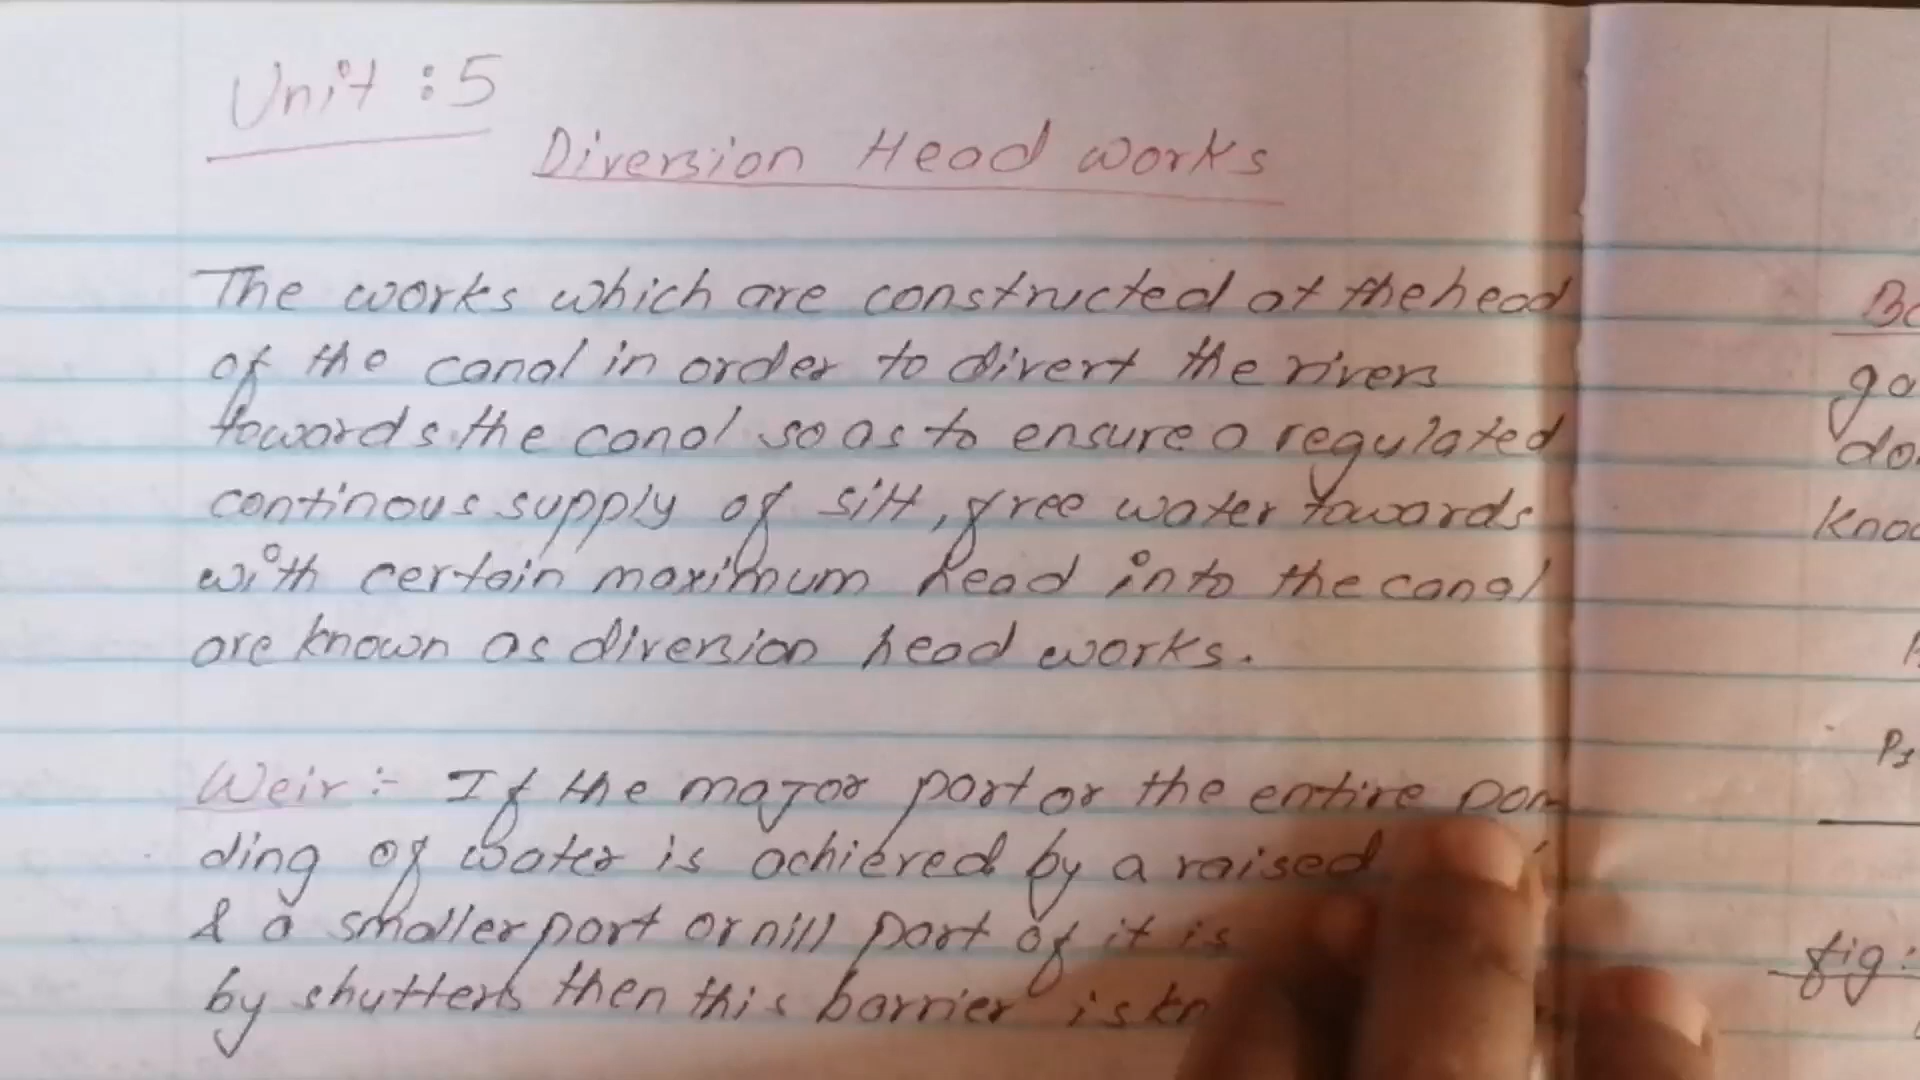 Unit : 5
Diversion Head works
The works which are constructed at the head
of the canal in order to divert the rivers
towards the canal so as to ensure a regulated
continous supply of silt, free water towards
with certain maximum head into the canal
are known as diversion head works.
Weir :- If the major part or the entire pon
ding of water is achieved by a raised
& a smaller part or nill part of it is
by shutters then this barrier is kn
fig: